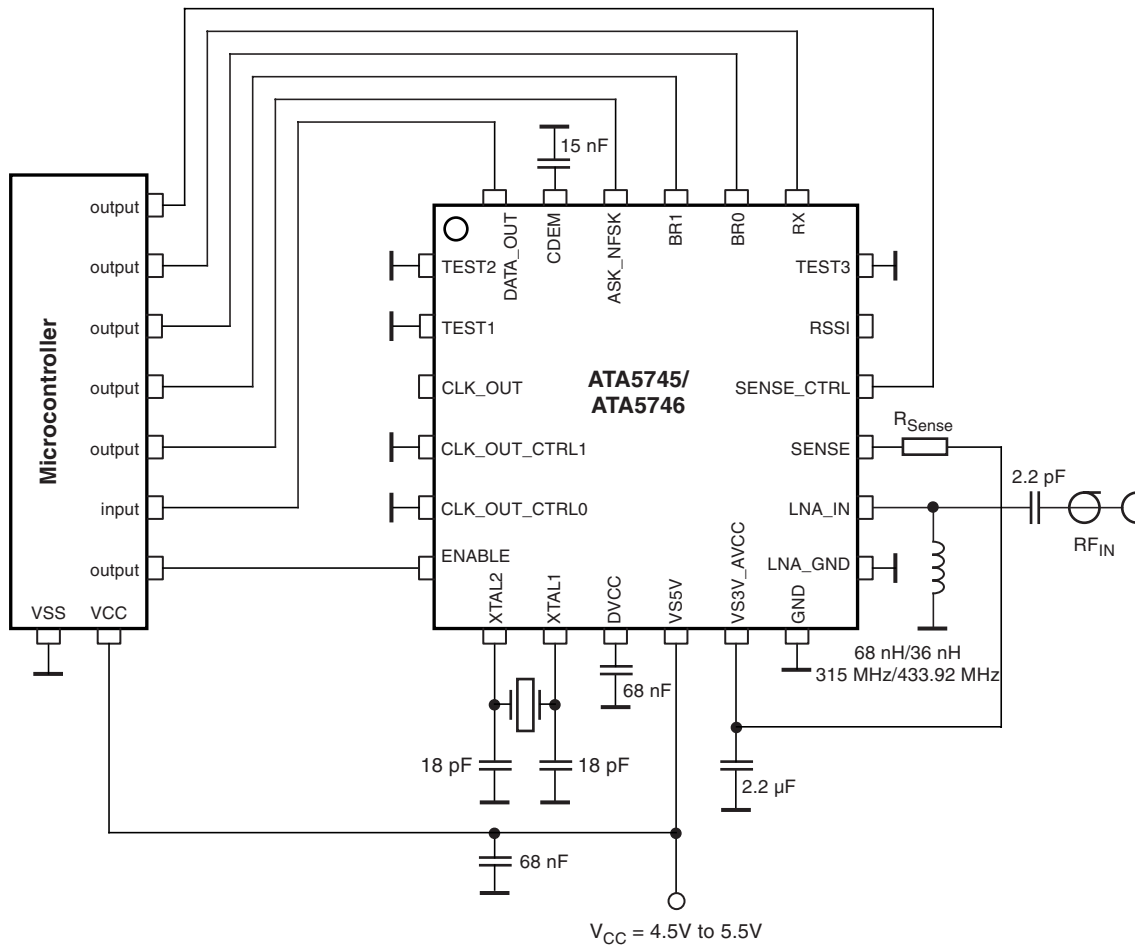 15 nF
Microcontroller
output
output
output
output
output
input
output
VSS
VCC
DATA_OUT
CDEM
ASK_NFSK
BR1
BR0
RX
TEST2
TEST1
CLK_OUT
CLK_OUT_CTRL1
CLK_OUT_CTRL0
ENABLE
ATA5745/
ATA5746
TEST3
RSSI
SENSE_CTRL
SENSE
LNA_IN
LNA_GND
XTAL2
XTAL1
DVCC
VS5V
VS3V_AVCC
GND
RSense
2.2 pF
RFIN
68 nH/36 nH
315 MHz/433.92 MHz
68 nF
18 pF
18 pF
2.2 µF
68 nF
VCC = 4.5V to 5.5V